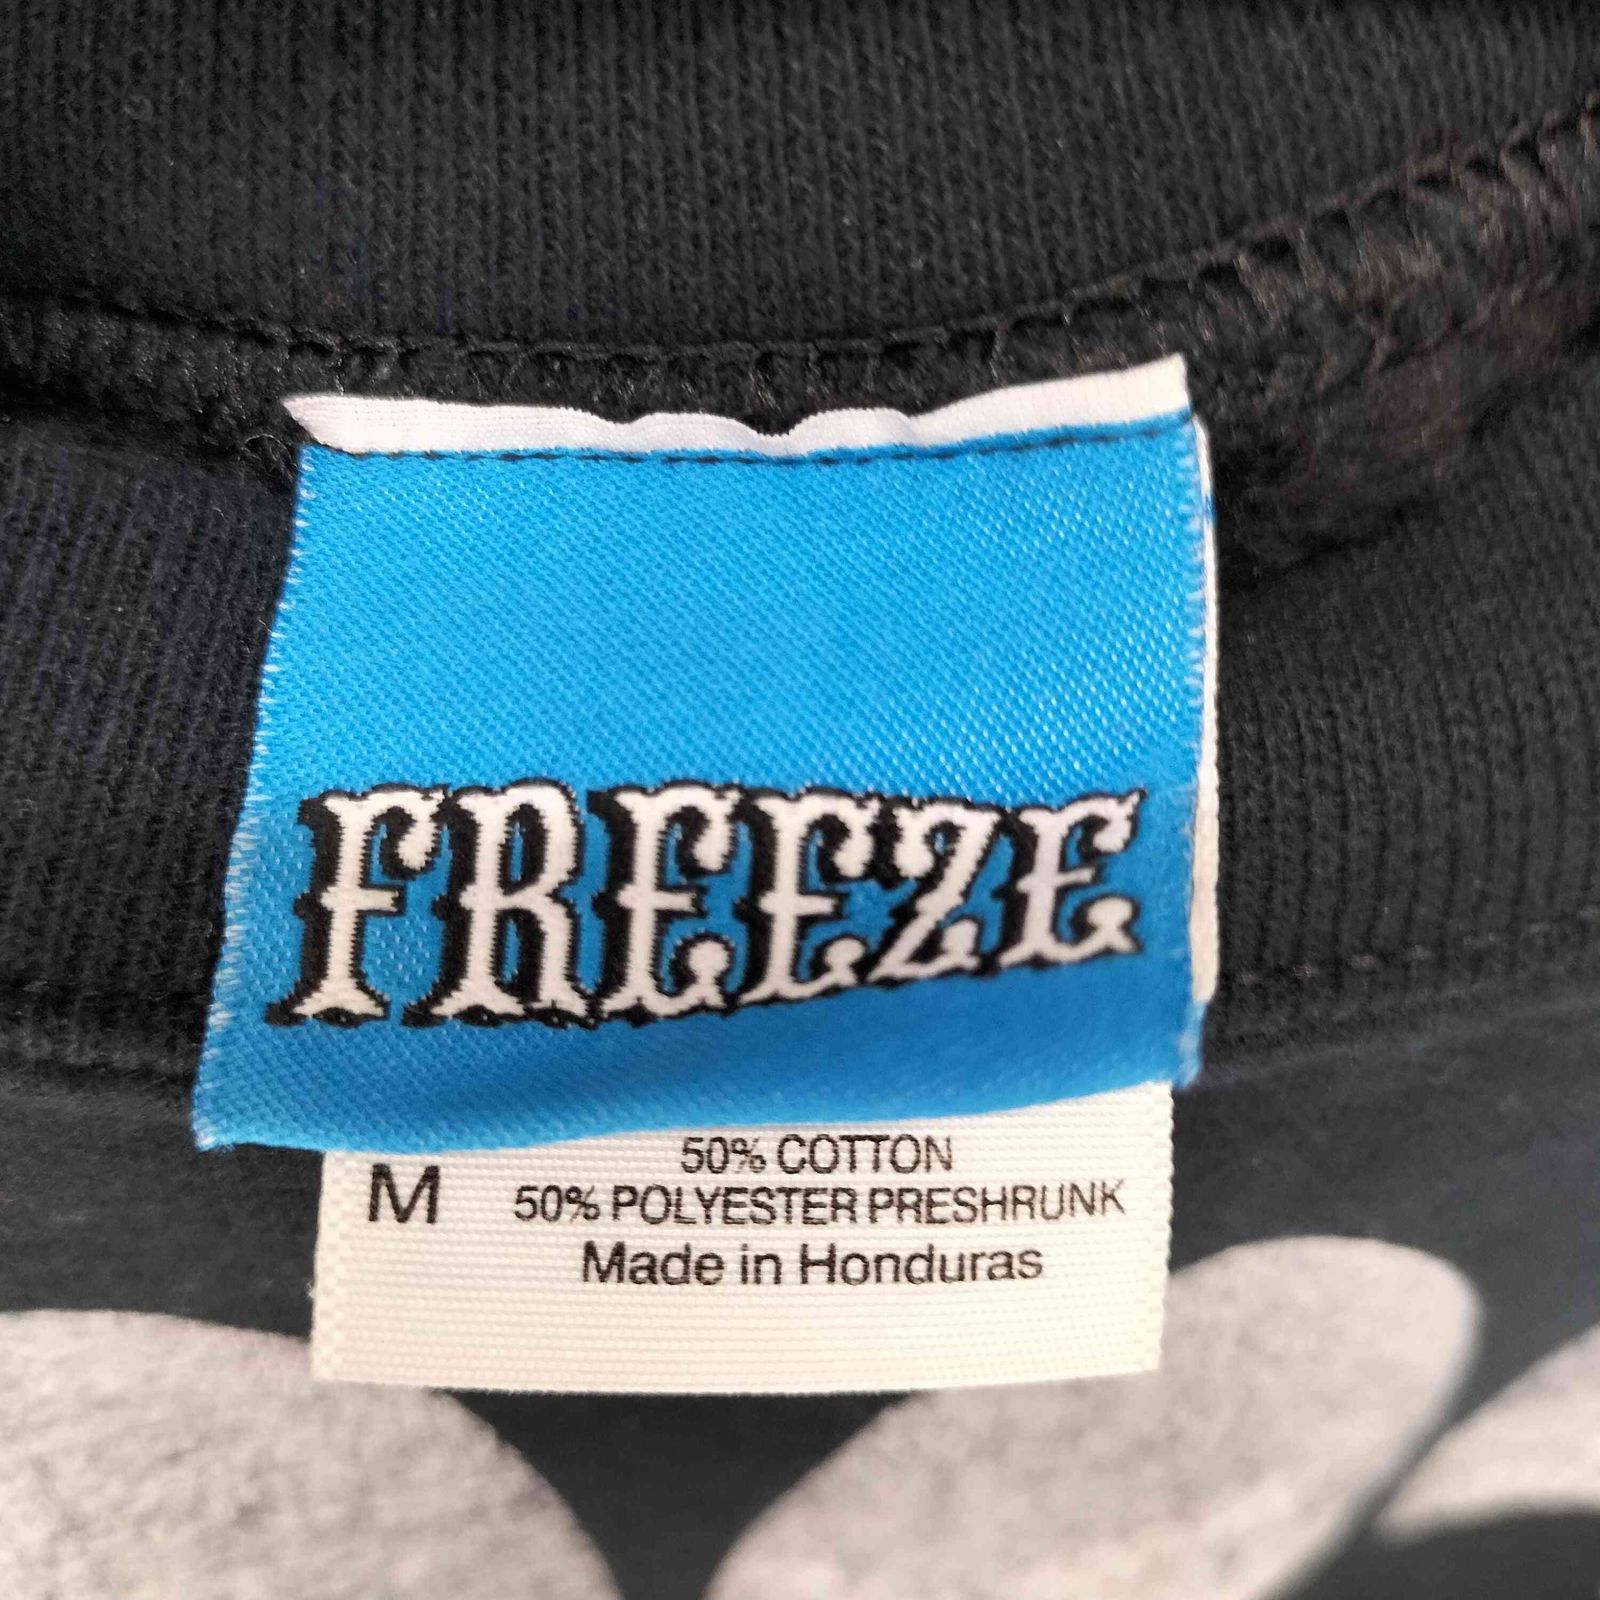 FREEZE
50% COTTON
M 50% POLYESTER PRESHRUNK
Made in Honduras